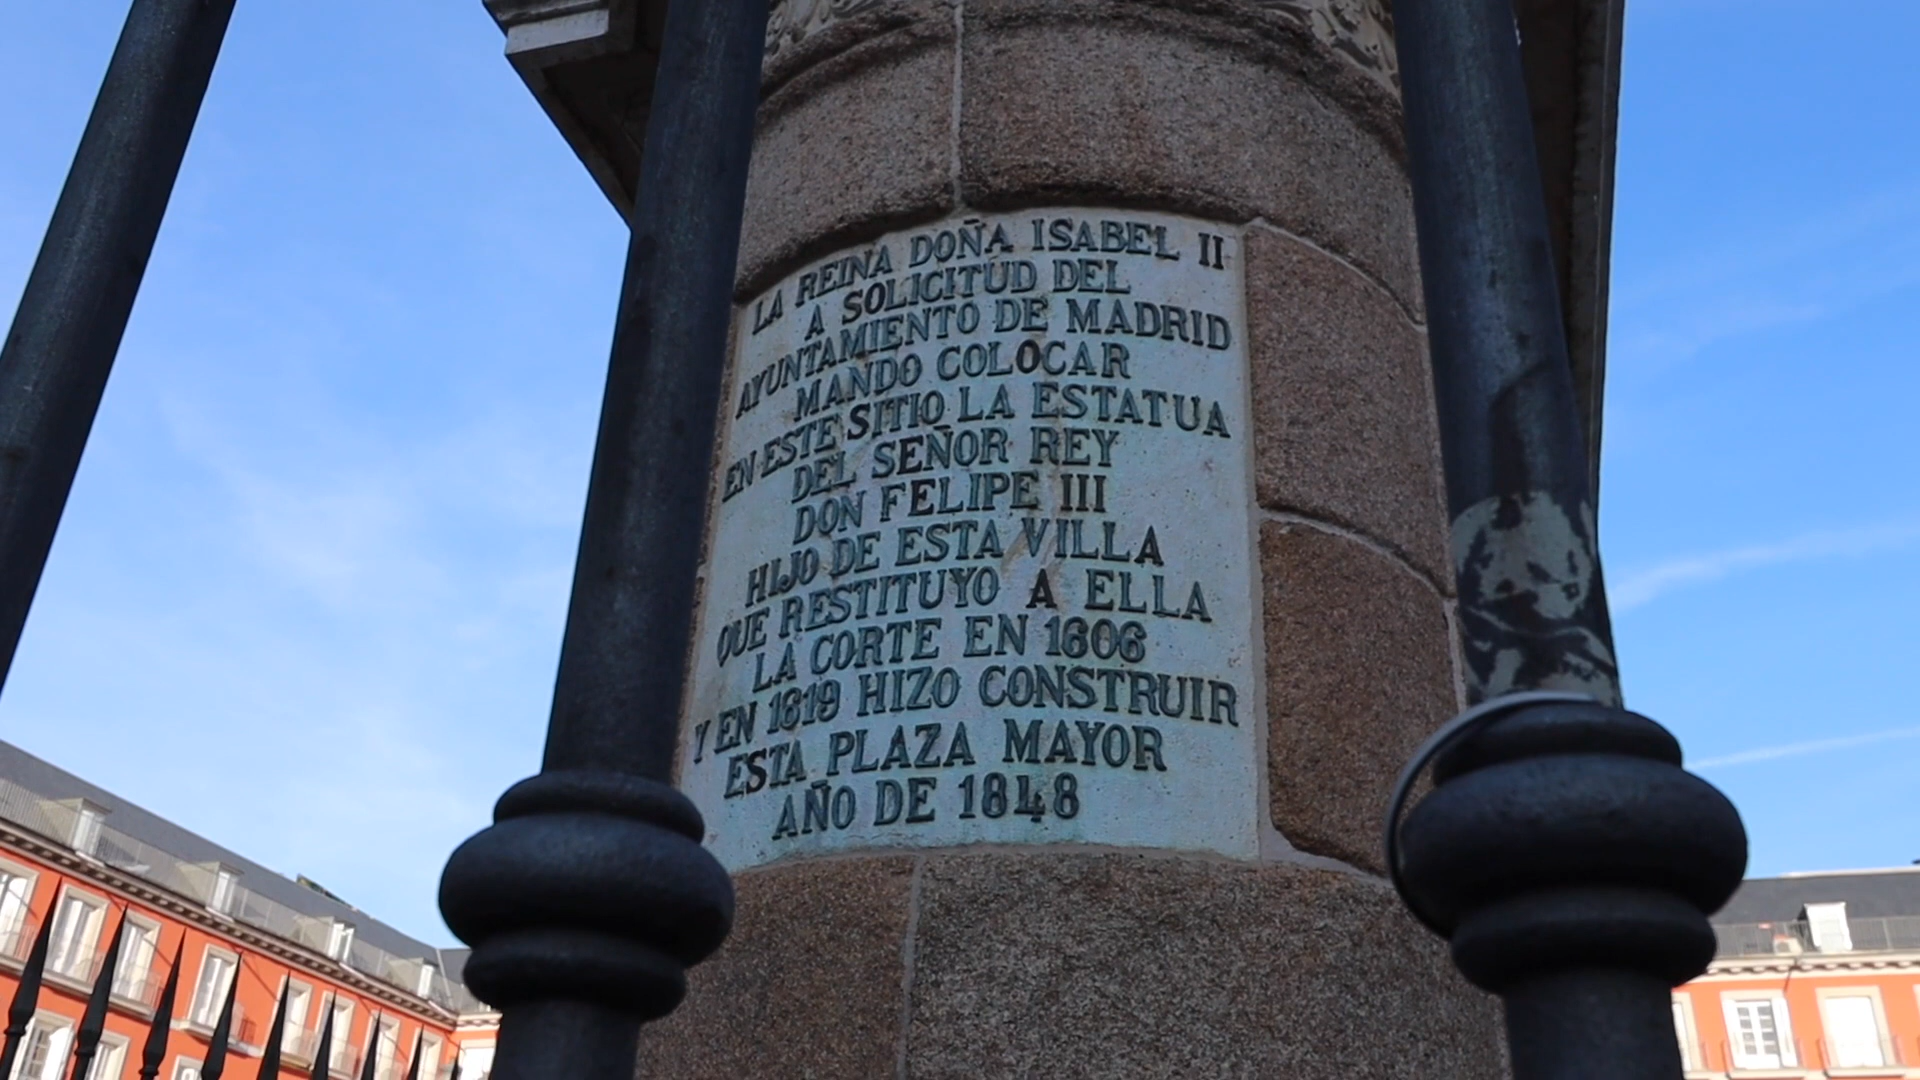 LA REINA DOÑA ISABEL II
A SOLICITUD DEL
AYUNTAMIENTO DE MADRID
MANDO COLOCAR
EN ESTE SITIO LA ESTATUA
DEL SEÑOR REY
DON FELIPE III
HIJO DE ESTA VILLA
QUE RESTITUYO A ELLA
LA CORTE EN 1606
Y EN 1619 HIZO CONSTRUIR
ESTA PLAZA MAYOR
AÑO DE 1848